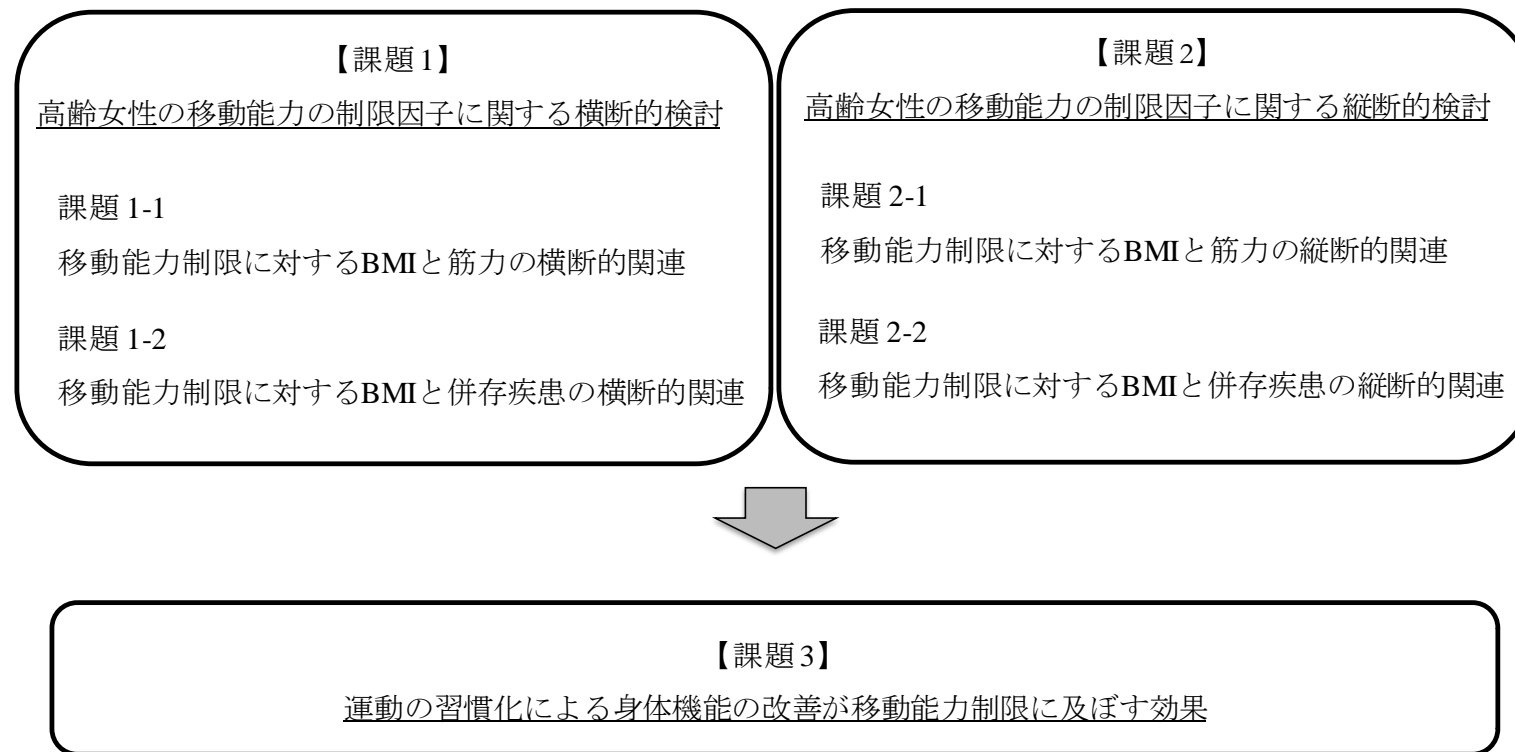 【課題1】
高齢女性の移動能力の制限因子に関する横断的検討
課題 1-1
移動能力制限に対するBMIと筋力の横断的関連
課題 1-2
移動能力制限に対するBMIと併存疾患の横断的関連
【課題2】
高齢女性の移動能力の制限因子に関する縦断的検討
課題 2-1
移動能力制限に対するBMIと筋力の縦断的関連
課題 2-2
移動能力制限に対するBMIと併存疾患の縦断的関連
【課題3】
運動の習慣化による身体機能の改善が移動能力制限に及ぼす効果